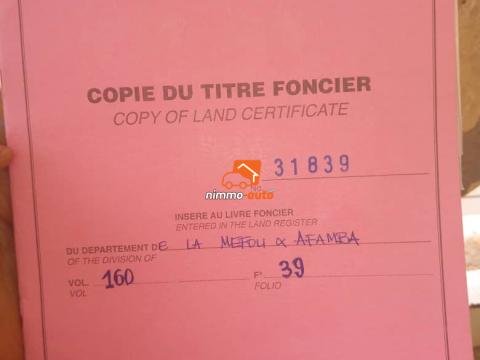 COPIE DU TITRE FONCIER
COPY OF LAND CERTIFICATE
No 31839
nimmo-auto
INSERE AU LIVRE FONCIER
ENTERED IN THE LAND REGISTER
DU DEPARTEMENT DE LA MEFOU & AFAMBA
OF THE DIVISION OF
VOL. 160 F° 39
VOL FOLIO